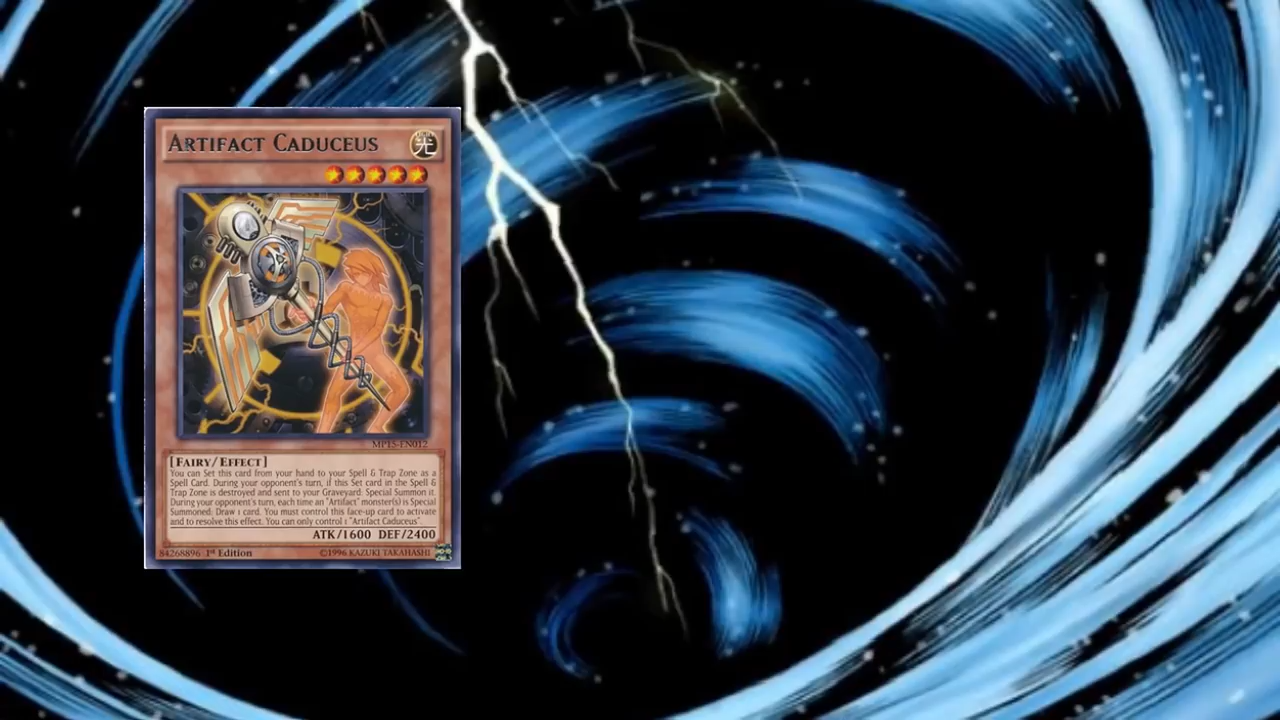 ARTIFACT CADUCEUS
光
MP15-EN012
[FAIRY/EFFECT]
You can Set this card from your hand to your Spell & Trap Zone as a
Spell Card. During your opponent's turn, if this Set card in the Spell &
Trap Zone is destroyed and sent to your Graveyard: Special Summon it.
During your opponent's turn, each time an "Artifact" monster(s) is Special
Summoned: Draw 1 card. You must control this face-up card to activate
and to resolve this effect. You can only control 1 "Artifact Caduceus".
ATK/1600 DEF/2400
84268896 1st Edition ©1996 KAZUKI TAKAHASHI